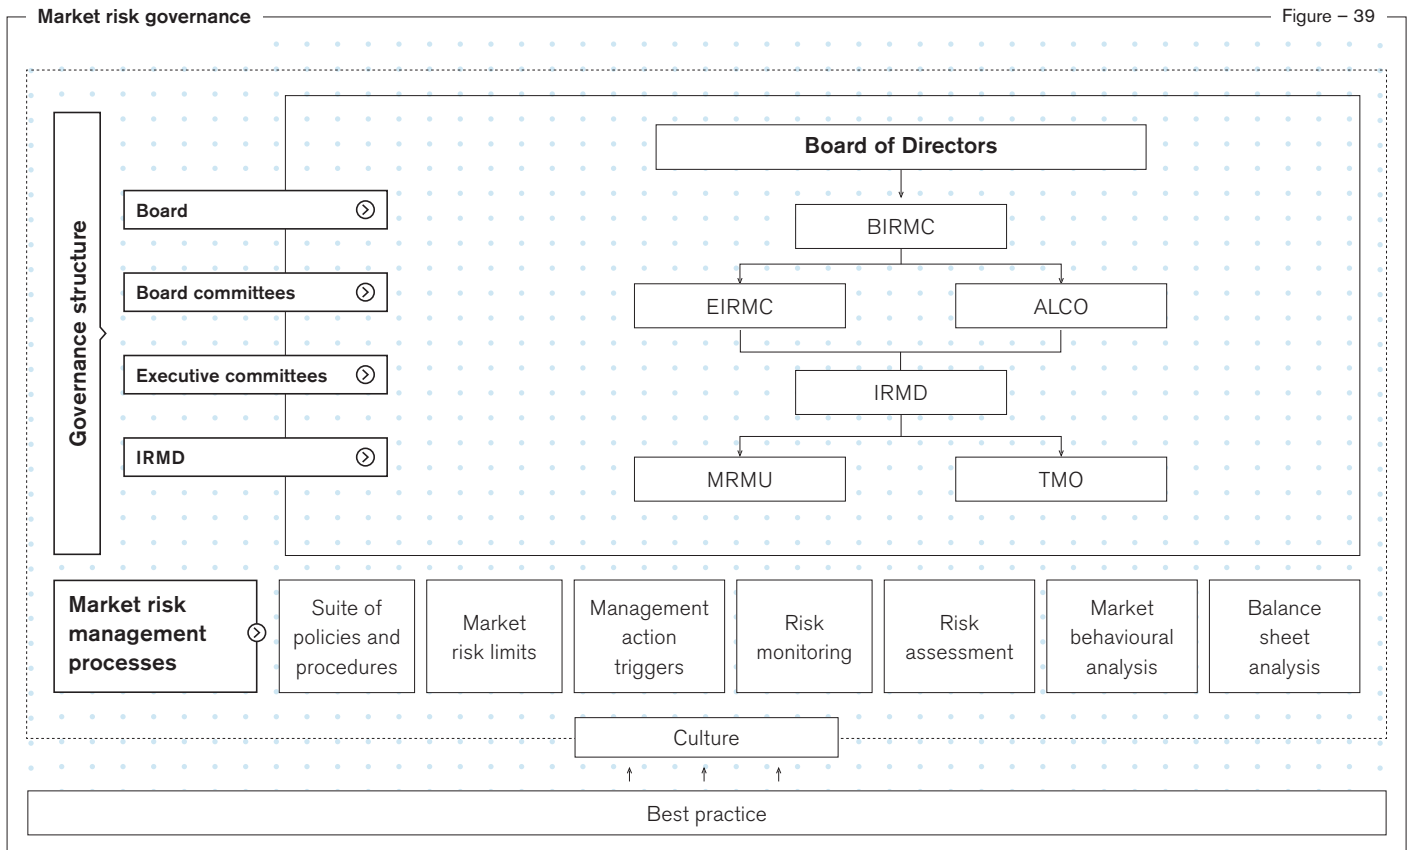 Market risk governance
Figure – 39
Governance structure
Board
Board committees
Executive committees
IRMD
Board of Directors
BIRMC
EIRMC
ALCO
IRMD
MRMU
TMO
Market risk
management
processes
Suite of
policies and
procedures
Market
risk limits
Management
action
triggers
Risk
monitoring
Risk
assessment
Market
behavioural
analysis
Balance
sheet
analysis
Culture
Best practice